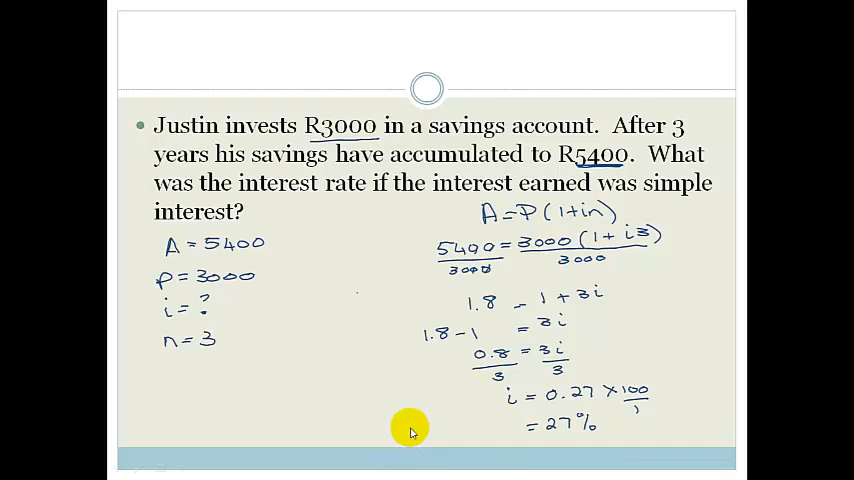 Justin invests R3000 in a savings account. After 3
years his savings have accumulated to R5400. What
was the interest rate if the interest earned was simple
interest?
A = P(1+in)
A = 5400
P = 3000
i = ?
n = 3
5400 = 3000(1+i3)
3000 3000
1.8 = 1 + 3i
1.8 - 1 = 3i
0.8 = 3i
3 3
i = 0.27 × 100
1
= 27%